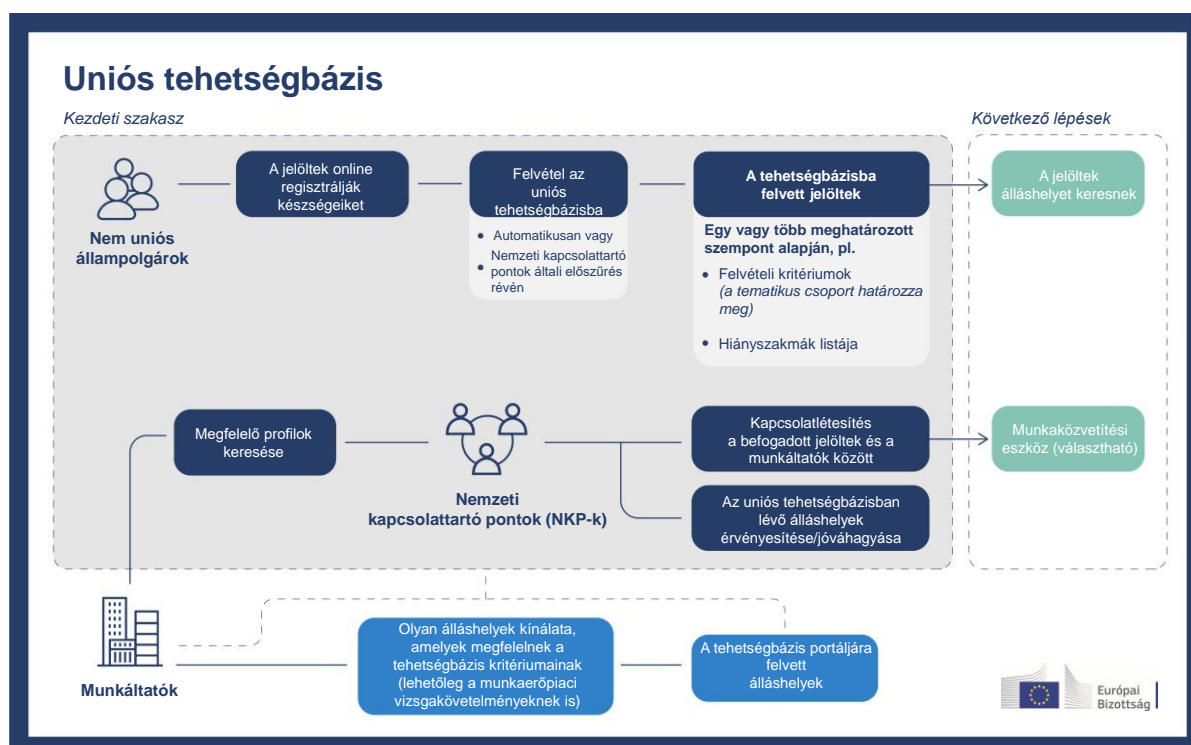 Uniós tehetségbázis
Kezdeti szakasz
Következő lépések
Nem uniós
állampolgárok
A jelöltek online
regisztrálják
készségeiket
Felvétel az
uniós
tehetségbázisba
• Automatikusan vagy
• Nemzeti kapcsolattartó
pontok általi előszűrés
révén
A tehetségbázisba
felvett jelöltek
Egy vagy több meghatározott
szempont alapján, pl.
• Felvételi kritériumok
(a tematikus csoport határozza
meg)
• Hiányszakmák listája
A jelöltek
álláshelyet keresnek
Megfelelő profilok
keresése
Nemzeti
kapcsolattartó pontok (NKP-k)
Kapcsolatlétesítés
a befogadott jelöltek és a
munkáltatók között
Munkaközvetítési
eszköz (választható)
Az uniós tehetségbázisban
lévő álláshelyek
érvényesítése/jóváhagyása
Munkáltatók
Olyan álláshelyek kínálata,
amelyek megfelelnek a
tehetségbázis kritériumainak
(lehetőleg a munkaerőpiaci
vizsgakövetelményeknek is)
A tehetségbázis portáljára
felvett
álláshelyek
Európai
Bizottság